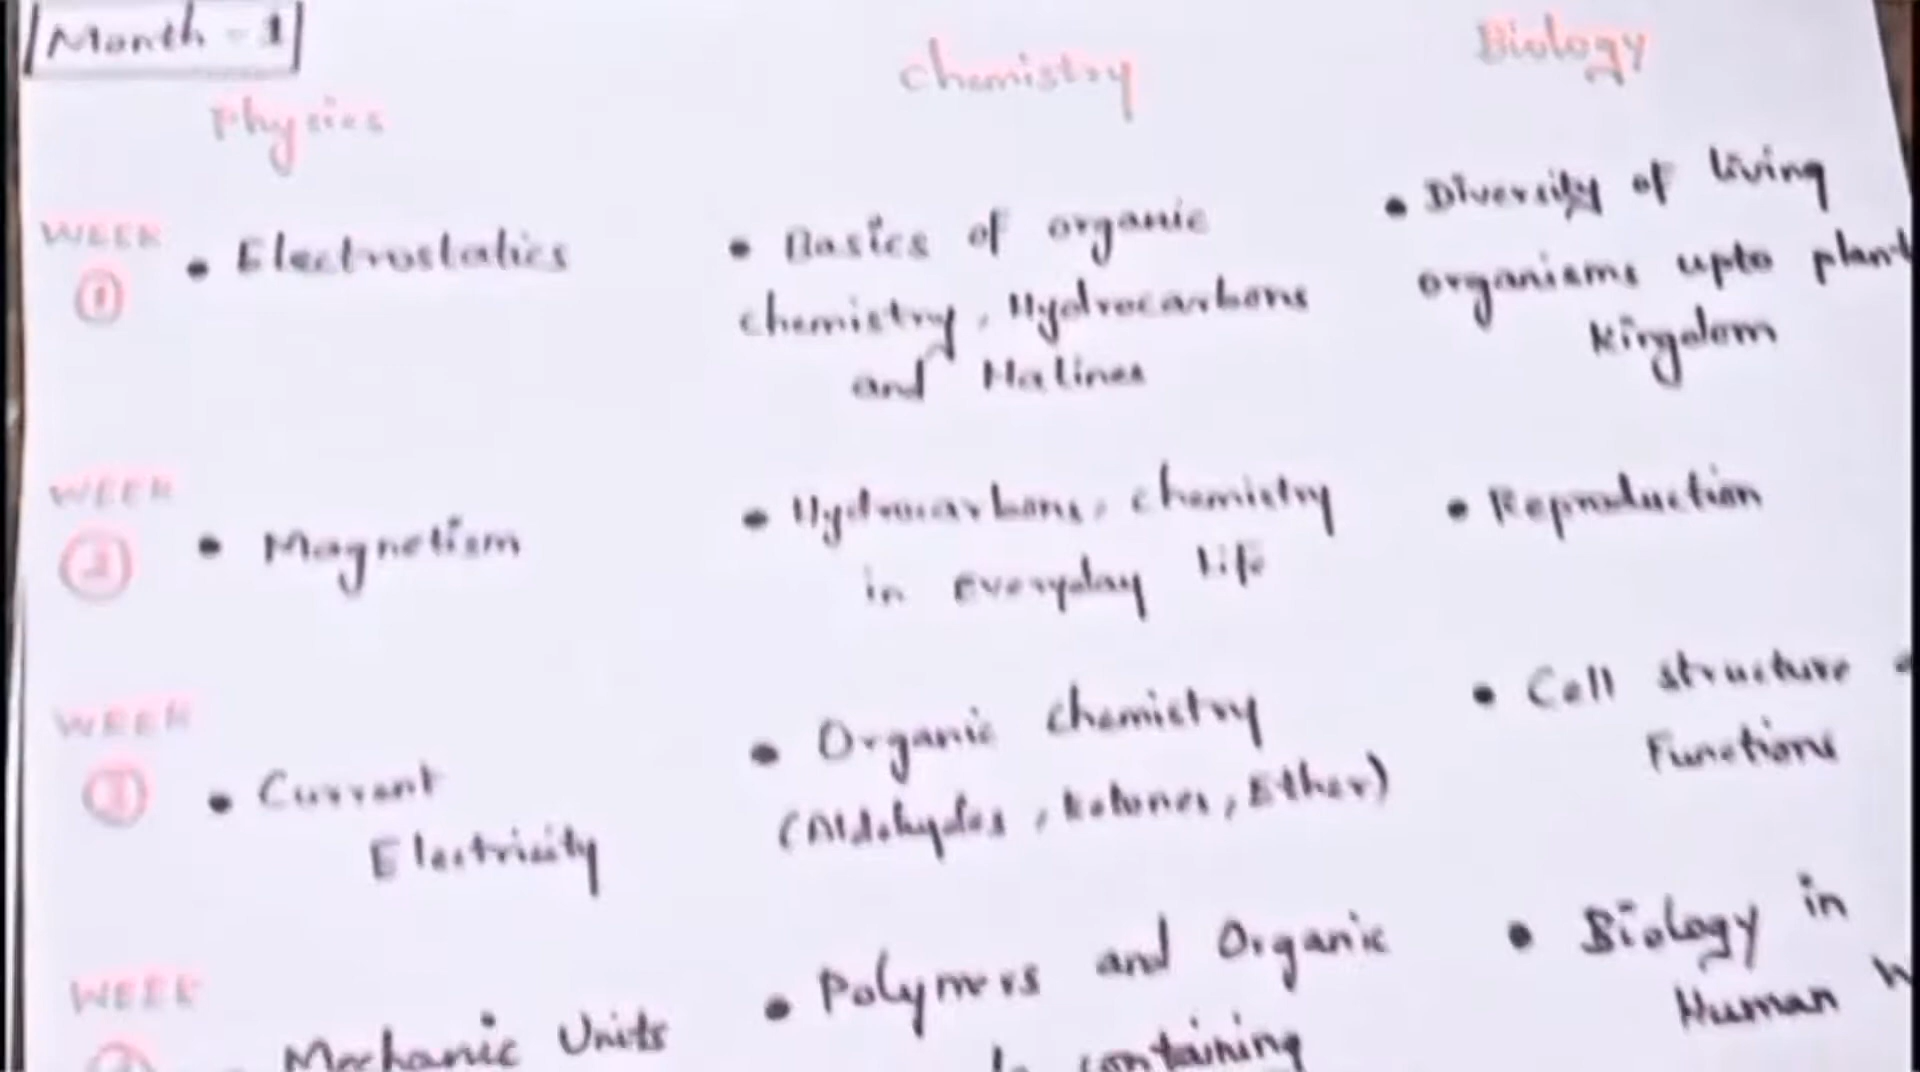 Month - 1
Physics
Chemistry
Biology
WEEK
①
• Electrostatics
• Basics of organic
chemistry, Hydrocarbons
and
• Diversity of living
organisms upto plant
Kingdom
WEEK
②
• Magnetism
• Hydrocarbons, chemistry
in everyday life
• Reproduction
WEEK
③
• Current
Electricity
• Organic chemistry
(Aldehydes, ketones, Ether)
• Cell structure
Functions
WEEK
Mechanic Units
• Polymers and Organic
containing
• Biology in
Human